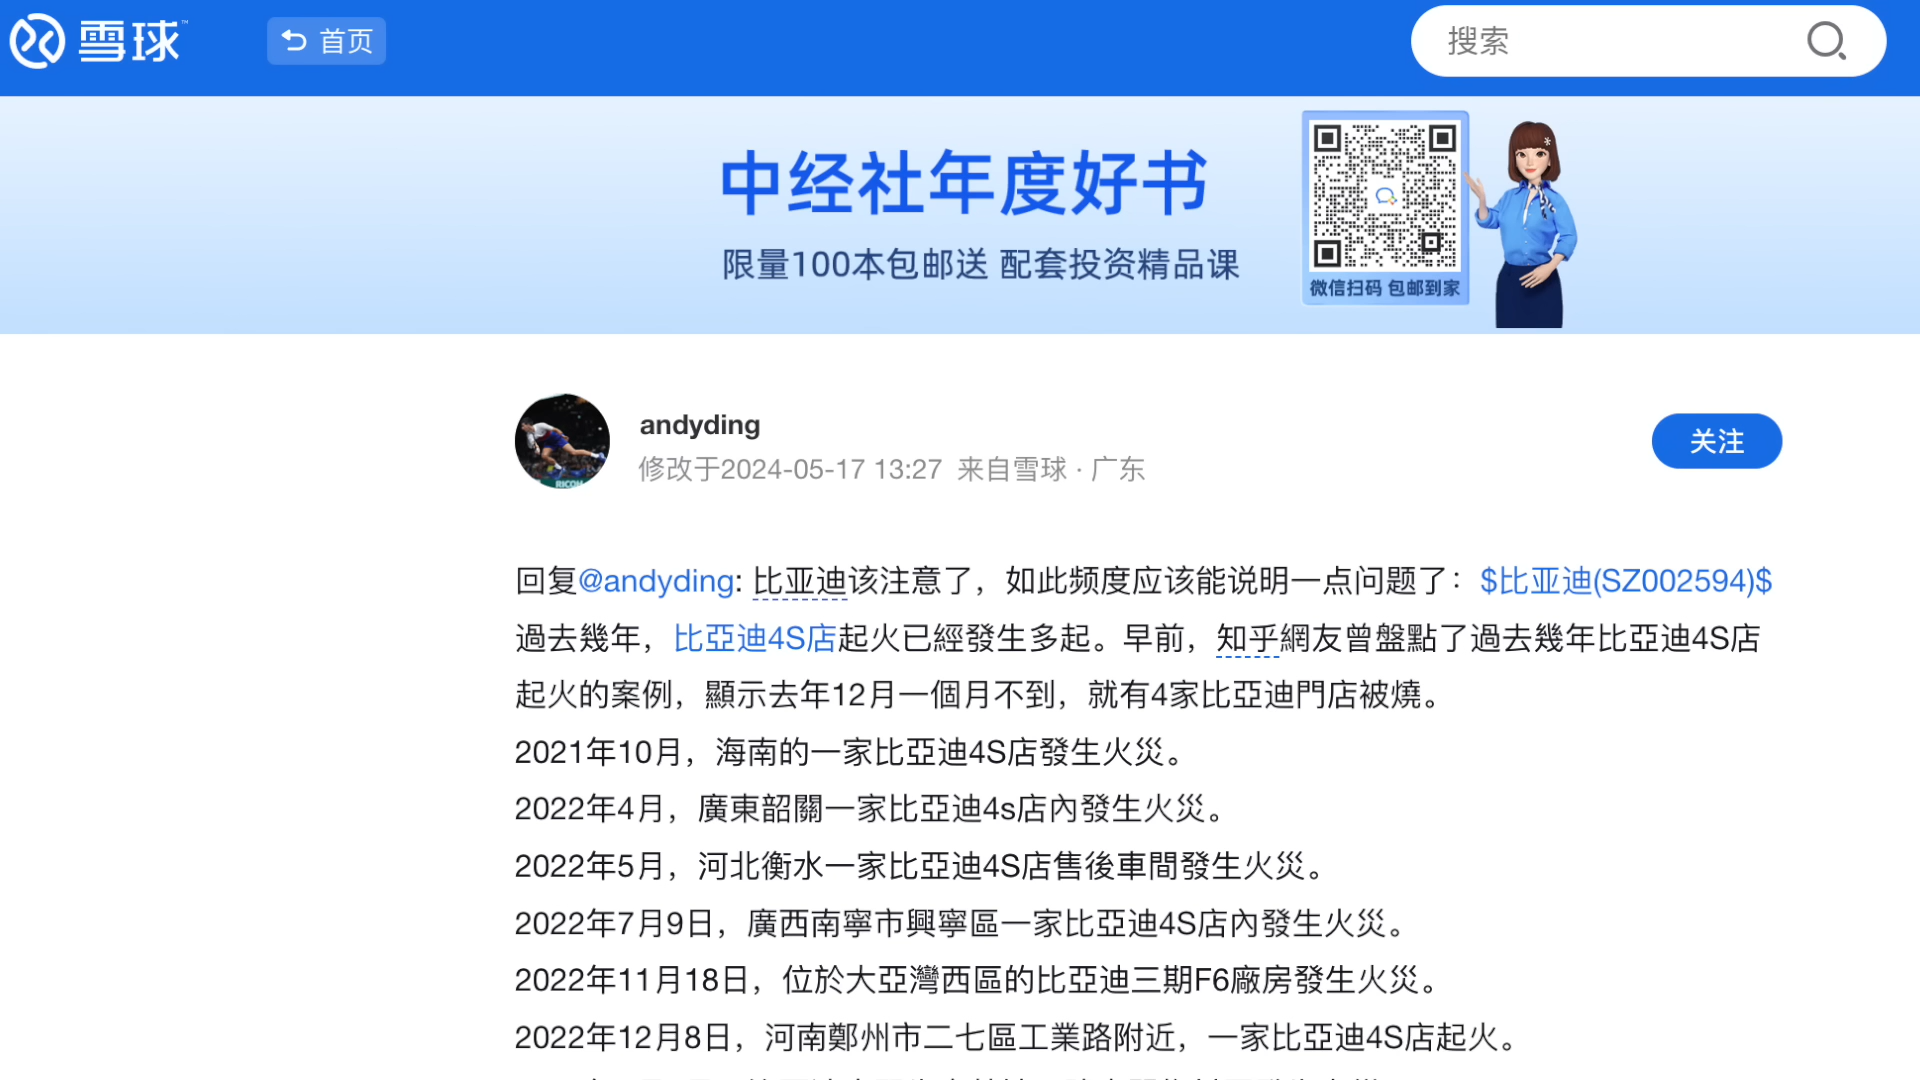 雪球™
首页
搜索
中经社年度好书
限量100本包邮送 配套投资精品课
微信扫码 包邮到家
andyding
修改于2024-05-17 13:27 来自雪球 · 广东
关注
RICOH
回复@andyding: 比亚迪该注意了，如此频度应该能说明一点问题了：$比亚迪(SZ002594)$
過去幾年，比亞迪4S店起火已經發生多起。早前，知乎網友曾盤點了過去幾年比亞迪4S店
起火的案例，顯示去年12月一個月不到，就有4家比亞迪門店被燒。
2021年10月，海南的一家比亞迪4S店發生火災。
2022年4月，廣東韶關一家比亞迪4s店內發生火災。
2022年5月，河北衡水一家比亞迪4S店售後車間發生火災。
2022年7月9日，廣西南寧市興寧區一家比亞迪4S店內發生火災。
2022年11月18日，位於大亞灣西區的比亞迪三期F6廠房發生火災。
2022年12月8日，河南鄭州市二七區工業路附近，一家比亞迪4S店起火。